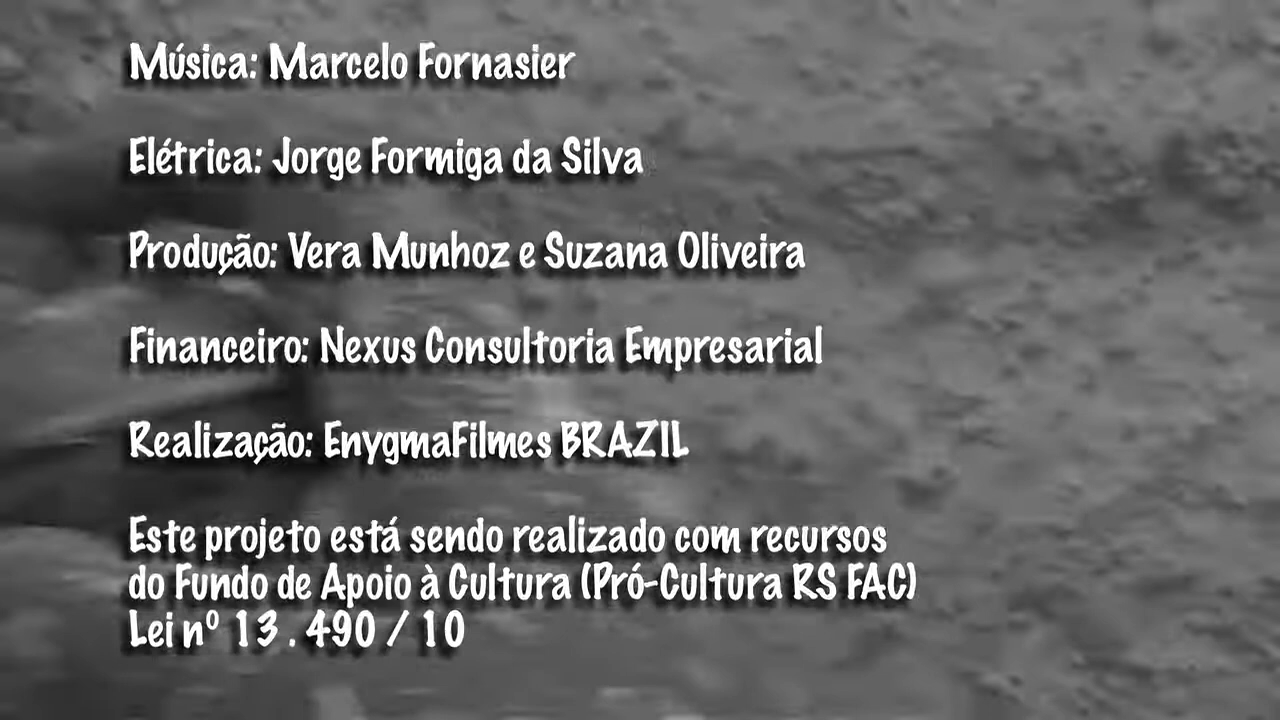 Música: Marcelo Fornasier
Elétrica: Jorge Formiga da Silva
Produção: Vera Munhoz e Suzana Oliveira
Financeiro: Nexus Consultoria Empresarial
Realização: EnygmaFilmes BRAZIL
Este projeto está sendo realizado com recursos
do Fundo de Apoio à Cultura (Pró-Cultura RS FAC)
Lei nº 13 . 490 / 10